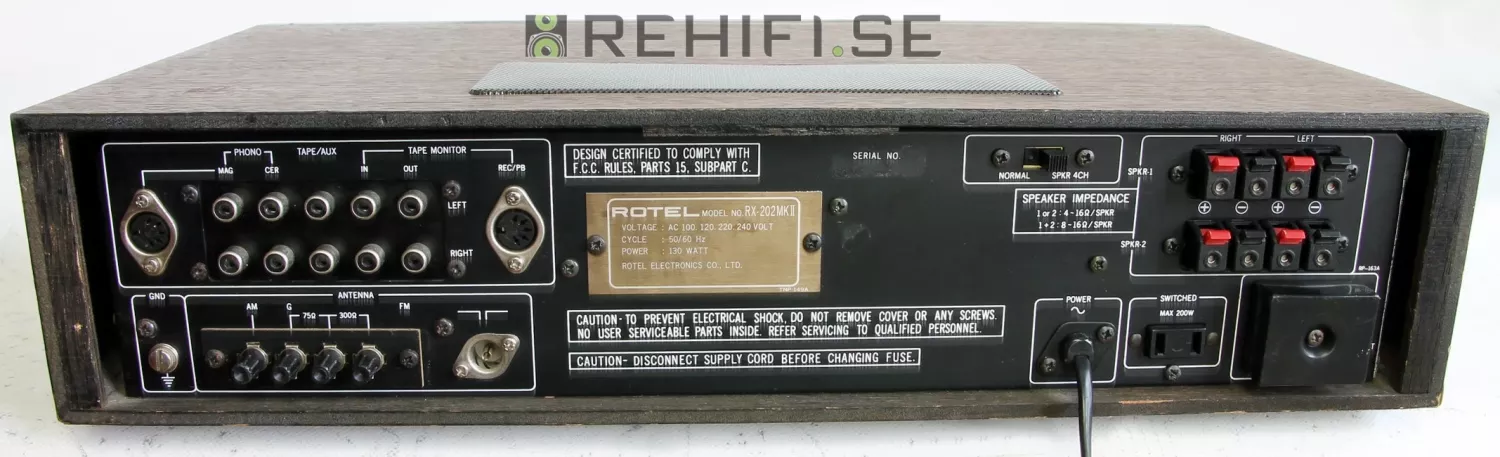 REHIFI.SE
PHONO
TAPE/AUX
TAPE MONITOR
MAG
CER
IN
OUT
REC/PB
LEFT
RIGHT
DESIGN CERTIFIED TO COMPLY WITH
F.C.C. RULES, PARTS 15, SUBPART C.
SERIAL NO.
NORMAL
SPKR 4CH
SPEAKER IMPEDANCE
1 or 2 : 4~16Ω/SPKR
1+2 : 8~16Ω/SPKR
RIGHT
LEFT
SPKR-1
SPKR-2
RP-163A
ROTEL MODEL NO. RX-202MKII
VOLTAGE : AC 100. 120. 220. 240 VOLT
CYCLE : 50/60 Hz
POWER : 130 WATT
ROTEL ELECTRONICS CO., LTD.
GND
ANTENNA
AM
G
75Ω
300Ω
FM
CAUTION- TO PREVENT ELECTRICAL SHOCK, DO NOT REMOVE COVER OR ANY SCREWS.
NO USER SERVICEABLE PARTS INSIDE. REFER SERVICING TO QUALIFIED PERSONNEL.
CAUTION- DISCONNECT SUPPLY CORD BEFORE CHANGING FUSE.
POWER
~
SWITCHED
MAX 200W